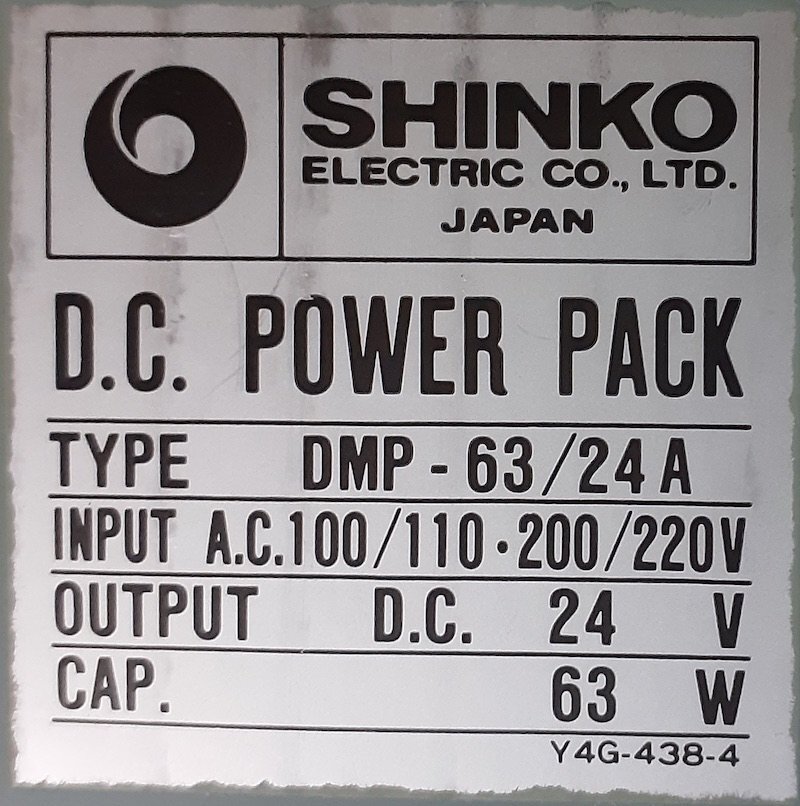 SHINKO
ELECTRIC CO., LTD.
JAPAN
D.C. POWER PACK
TYPE DMP-63/24A
INPUT A.C.100/110·200/220V
OUTPUT D.C. 24 V
CAP. 63 W
Y4G-438-4